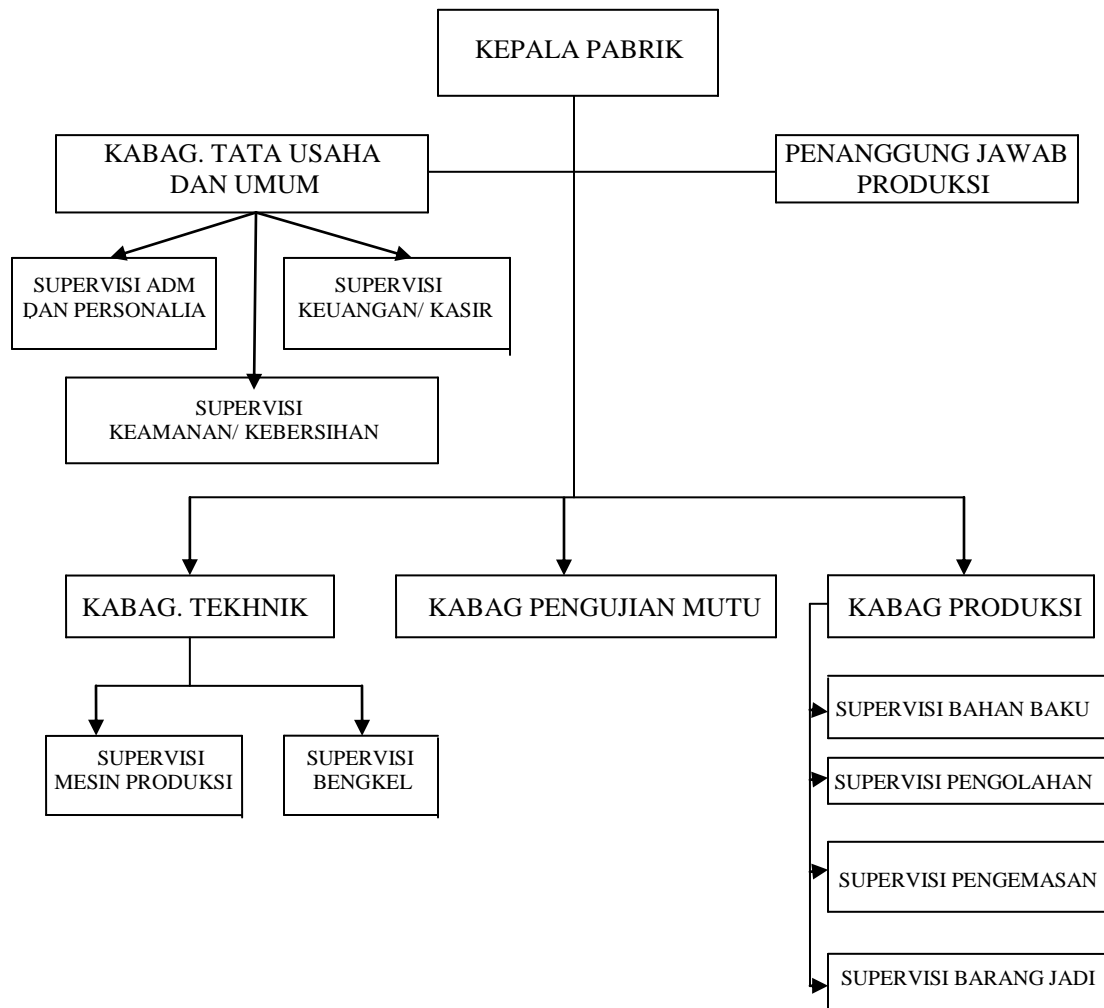 KEPALA PABRIK
KABAG. TATA USAHA
DAN UMUM
PENANGGUNG JAWAB
PRODUKSI
SUPERVISI ADM
DAN PERSONALIA
SUPERVISI
KEUANGAN/ KASIR
SUPERVISI
KEAMANAN/ KEBERSIHAN
KABAG. TEKHNIK
KABAG PENGUJIAN MUTU
KABAG PRODUKSI
SUPERVISI
MESIN PRODUKSI
SUPERVISI
BENGKEL
SUPERVISI BAHAN BAKU
SUPERVISI PENGOLAHAN
SUPERVISI PENGEMASAN
SUPERVISI BARANG JADI